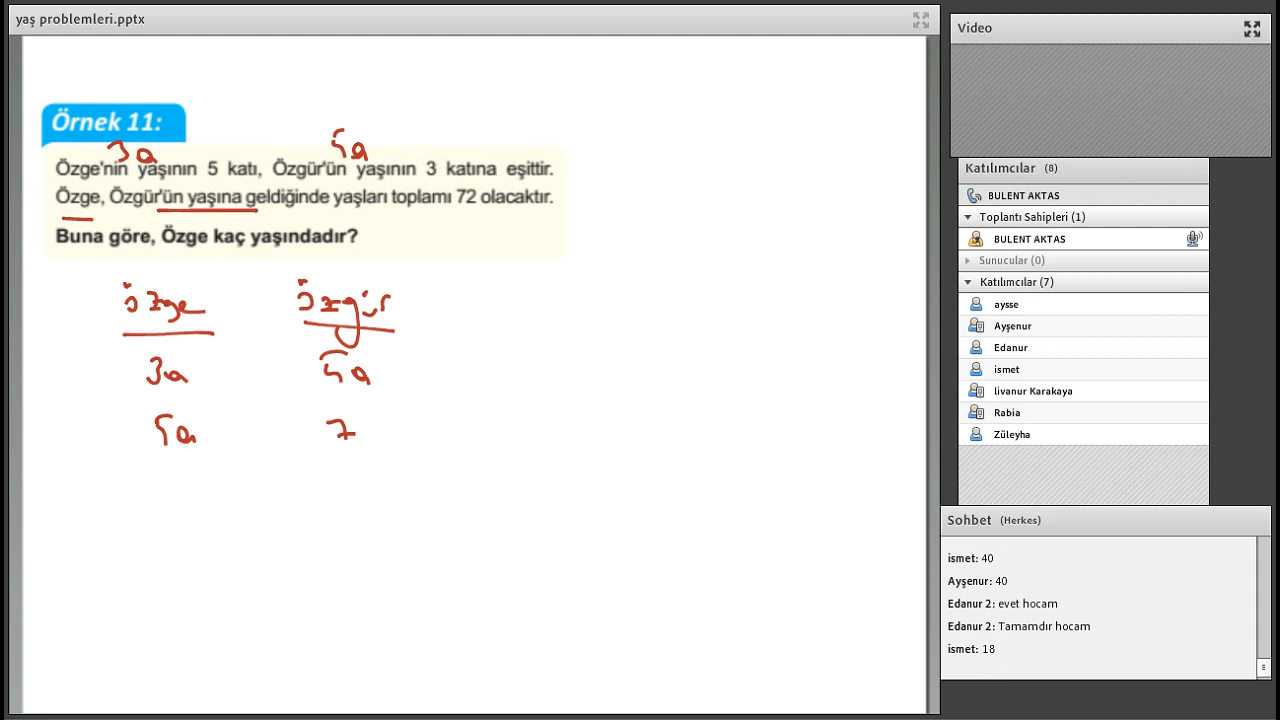 yaş problemleri.pptx
Örnek 11:
3a 5a
Özge'nin yaşının 5 katı, Özgür'ün yaşının 3 katına eşittir.
Özge, Özgür'ün yaşına geldiğinde yaşları toplamı 72 olacaktır.
Buna göre, Özge kaç yaşındadır?
özge özgür
3a 5a
5a 7
Video
Katılımcılar (8)
BULENT AKTAS
Toplantı Sahipleri (1)
BULENT AKTAS
Sunucular (0)
Katılımcılar (7)
aysse
Ayşenur
Edanur
ismet
livanur Karakaya
Rabia
Züleyha
Sohbet (Herkes)
ismet: 40
Ayşenur: 40
Edanur 2: evet hocam
Edanur 2: Tamamdır hocam
ismet: 18